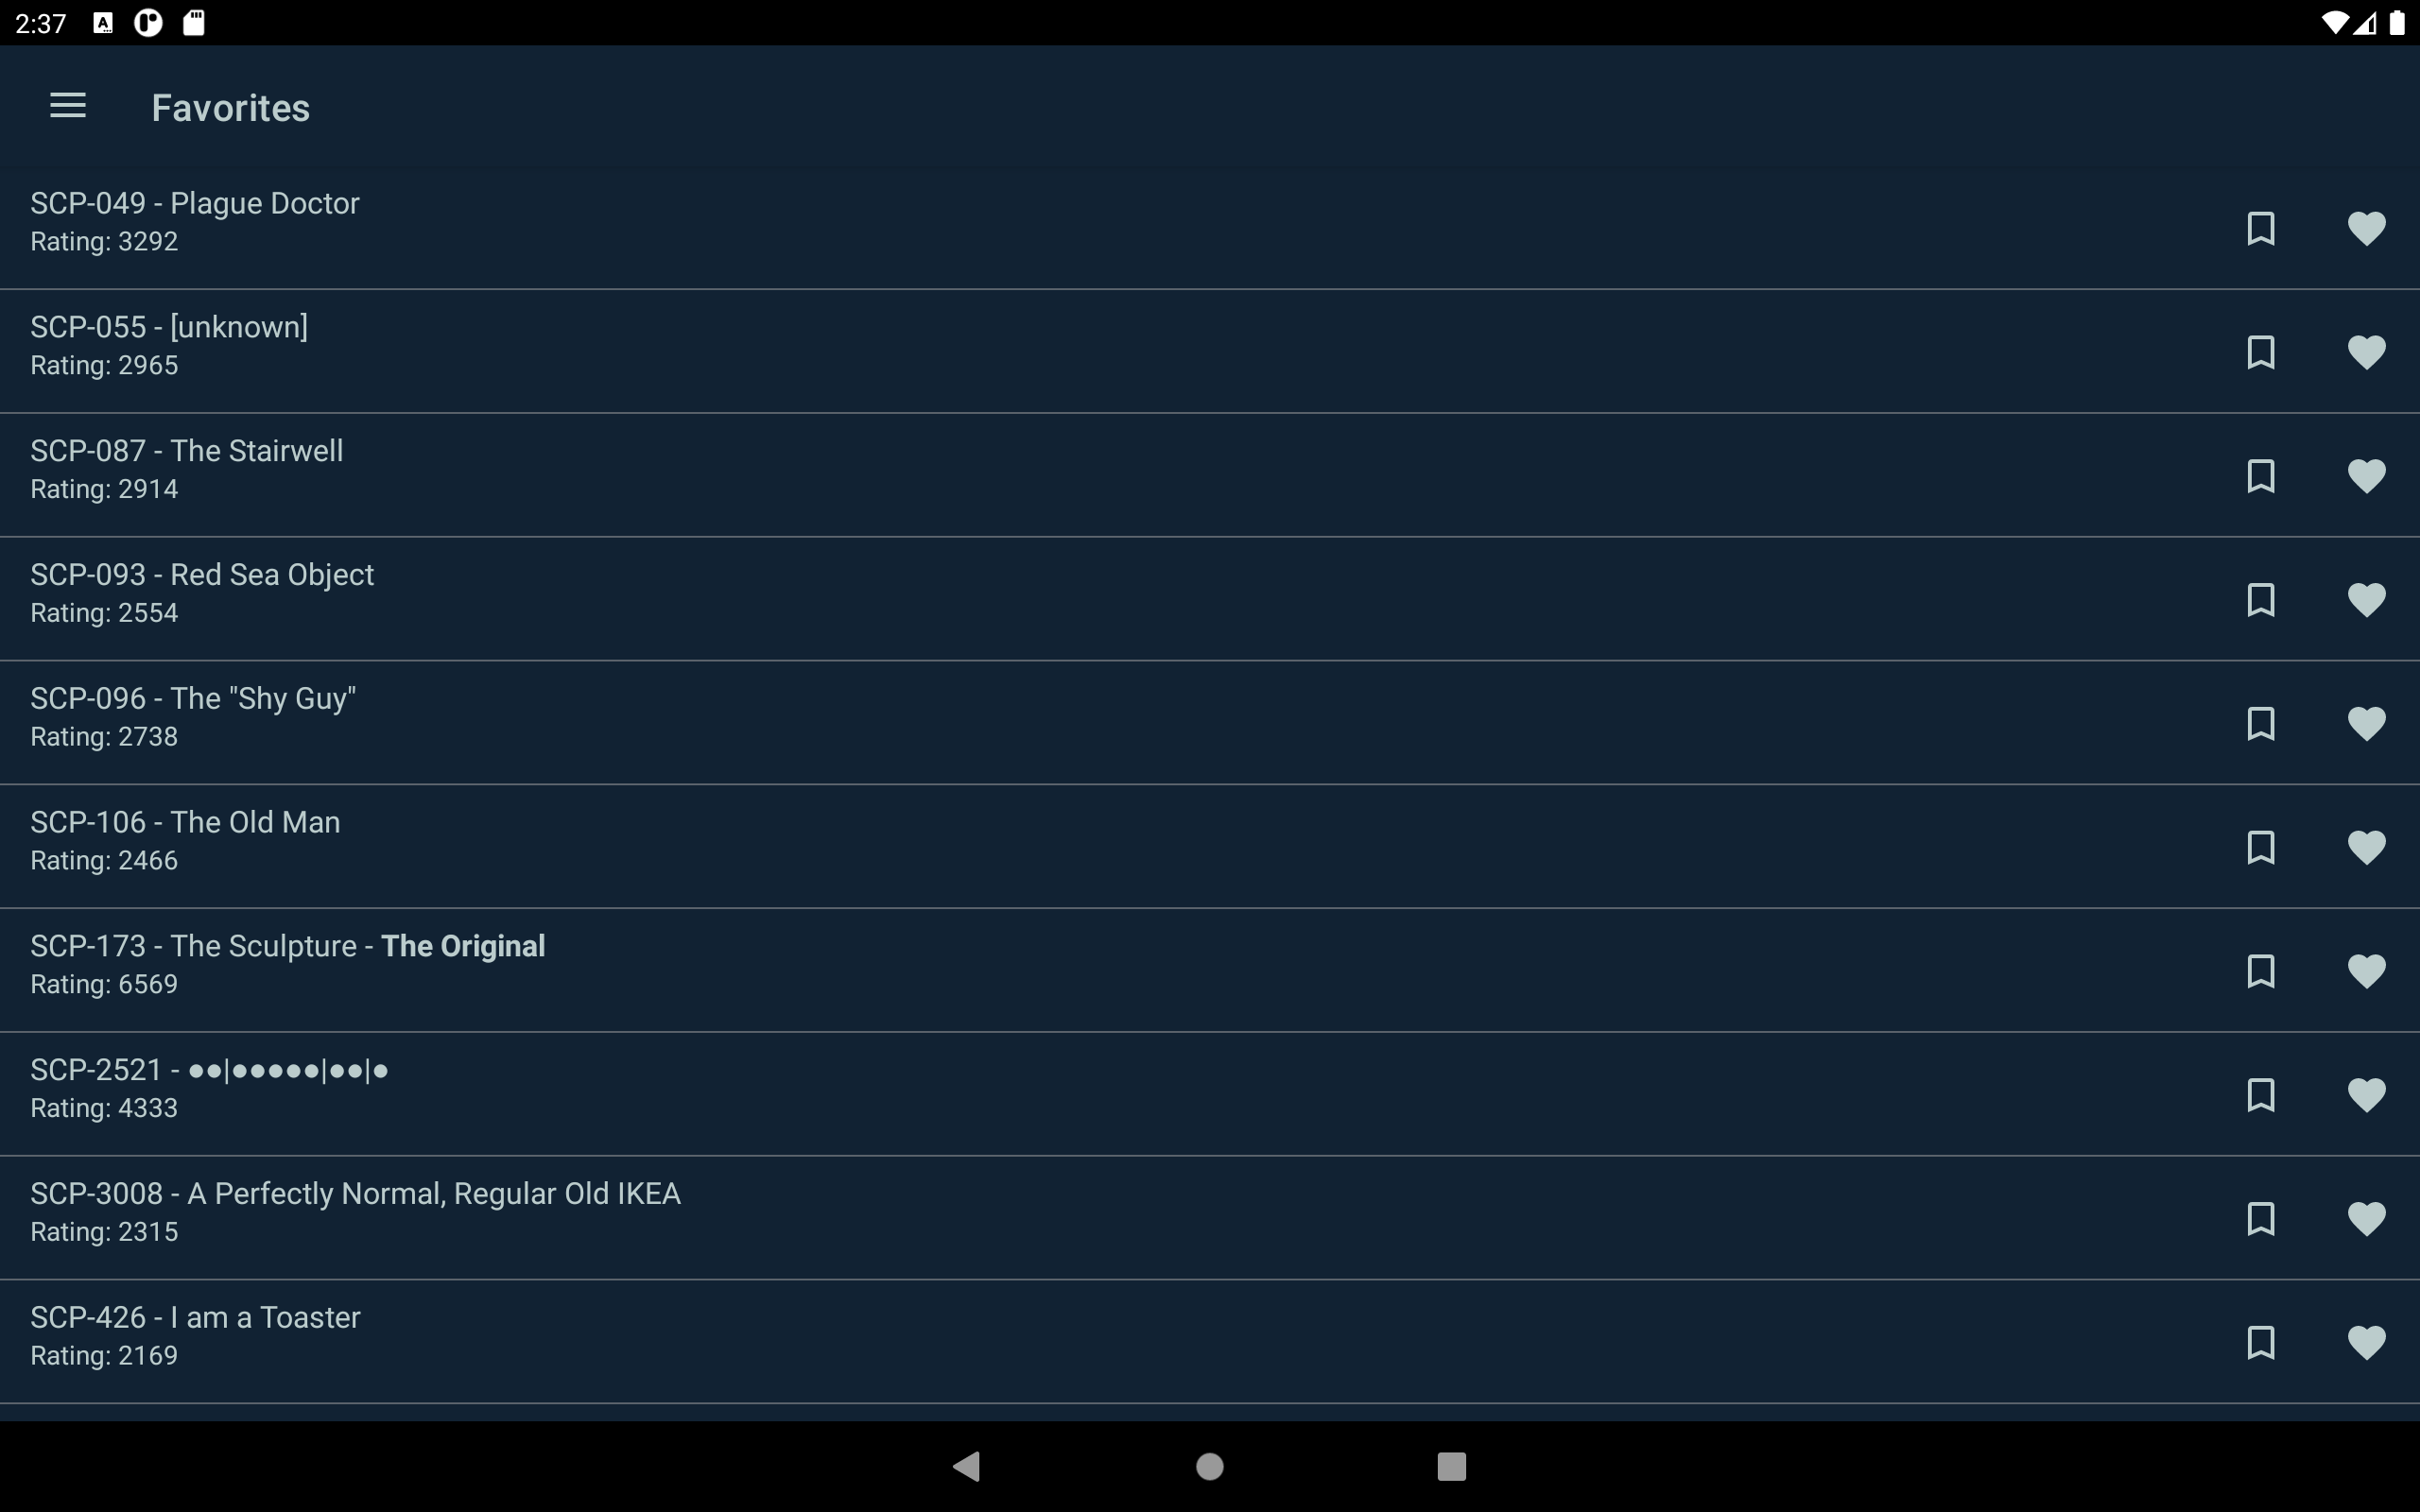 2:37
Favorites
SCP-049 - Plague Doctor
Rating: 3292
SCP-055 - [unknown]
Rating: 2965
SCP-087 - The Stairwell
Rating: 2914
SCP-093 - Red Sea Object
Rating: 2554
SCP-096 - The "Shy Guy"
Rating: 2738
SCP-106 - The Old Man
Rating: 2466
SCP-173 - The Sculpture - The Original
Rating: 6569
SCP-2521 - ●●|●●●●●|●●|●
Rating: 4333
SCP-3008 - A Perfectly Normal, Regular Old IKEA
Rating: 2315
SCP-426 - I am a Toaster
Rating: 2169